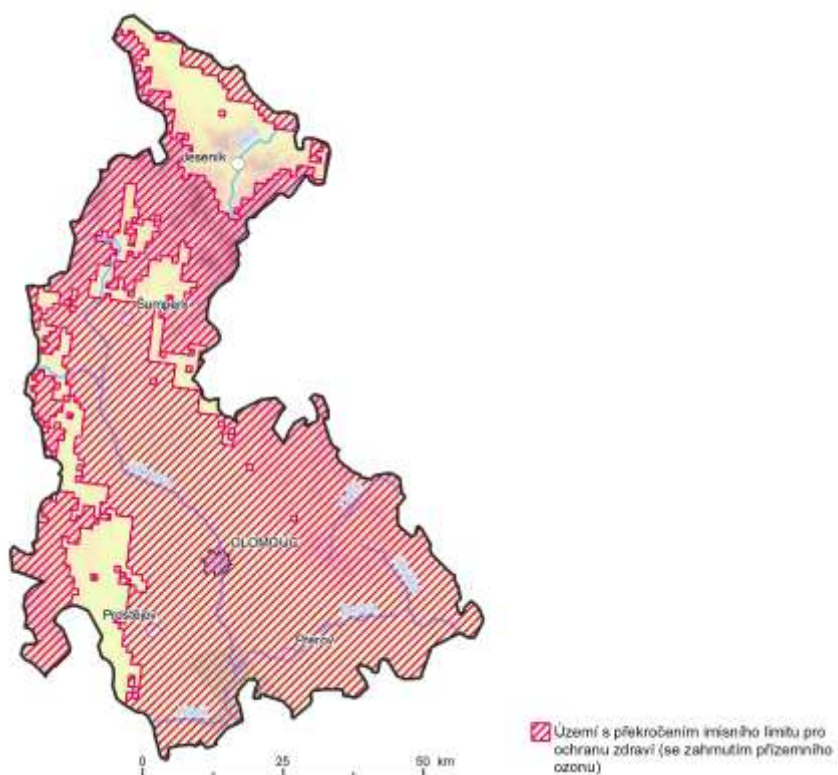 Jeseník
Šumperk
OLOMOUC
Prostějov
Přerov
0 25 50 km
Území s překročením imisního limitu pro
ochranu zdraví (se zahrnutím přízemního
ozonu)